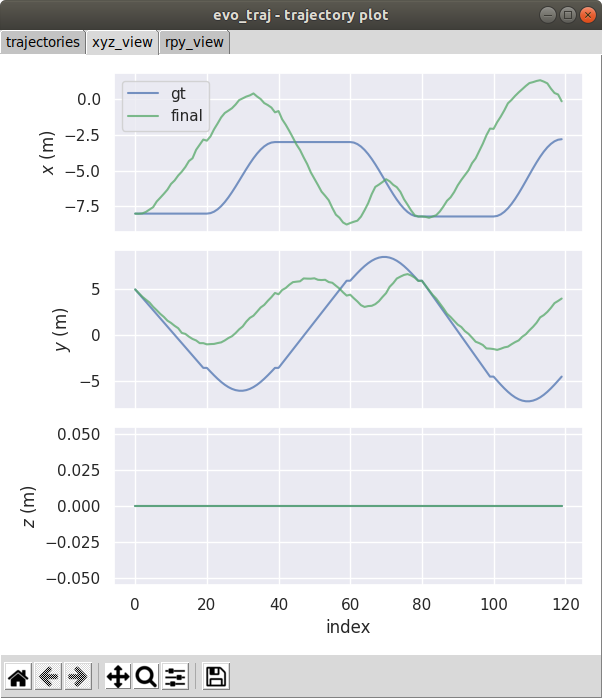 evo_traj - trajectory plot
trajectories xyz_view rpy_view
gt
final
0.0
−2.5
−5.0
−7.5
x (m)
5
0
−5
y (m)
0.050
0.025
0.000
−0.025
−0.050
z (m)
0 20 40 60 80 100 120
index